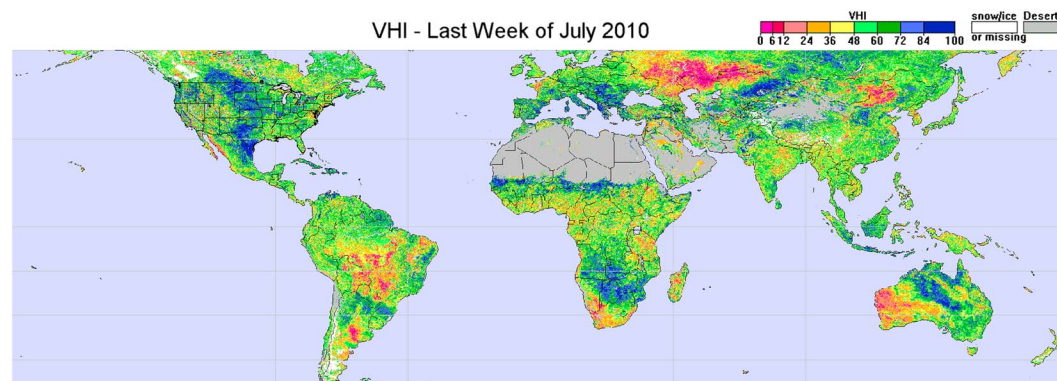 VHI - Last Week of July 2010
VHI
0 6 12 24 36 48 60 72 84 100
snow/ice
or missing
Desert